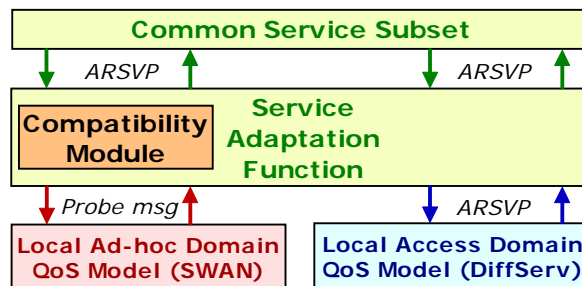 Common Service Subset
ARSVP
ARSVP
Compatibility
Module
Service
Adaptation
Function
Probe msg
ARSVP
Local Ad-hoc Domain
QoS Model (SWAN)
Local Access Domain
QoS Model (DiffServ)